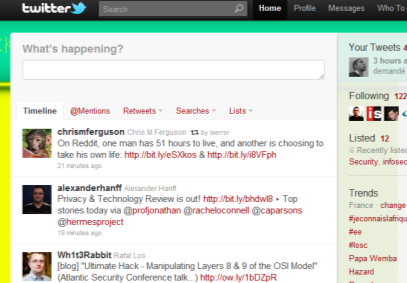 twitter Search Home Profile Messages Who To
What's happening?
Your Tweets 4
3 hours a
demandé
Timeline @Mentions Retweets Searches Lists
Following 122
chrismferguson Chris M Ferguson by ioerror
On Reddit, one man has 51 hours to live, and another is choosing to
take his own life: http://bit.ly/eSXkos & http://bit.ly/i8VFph
21 minutes ago
Listed 12
Recently listed
Security, infosec
alexanderhaff Alexander Hanff
Privacy & Technology Review is out! http://bit.ly/bhdwl8 ▸ Top
stories today via @profjonathan @racheloconnell @caparsons
@hermesproject
19 minutes ago
Trends
France · change
#jeconnaislafriqu
#ee
#losc
Papa Wemba
Hazard
Wh1t3Rabbit Rafal Los
[blog] "Ultimate Hack - Manipulating Layers 8 & 9 of the OSI Model"
(Atlantic Security Conference talk...) http://ow.ly/1bDZpR